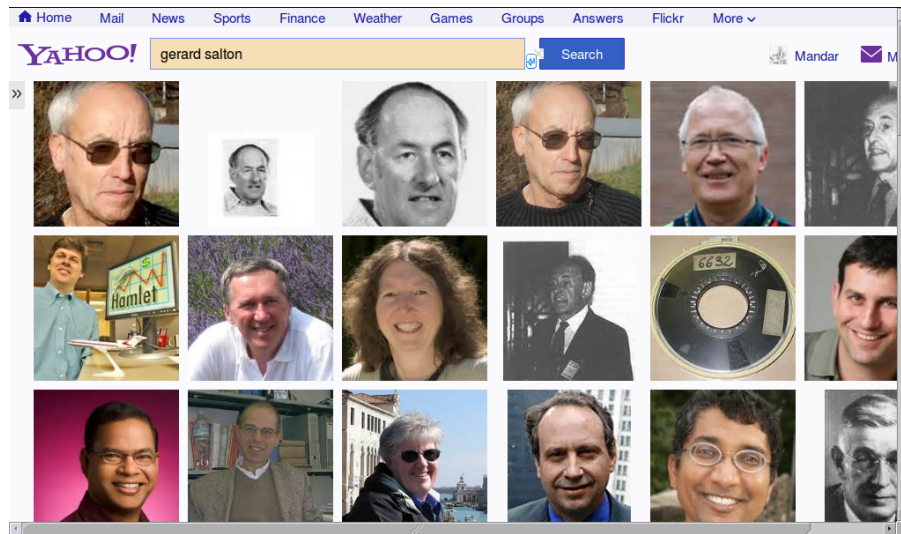 Home Mail News Sports Finance Weather Games Groups Answers Flickr More
YAHOO! gerard salton Search Mandar M
6632
Hamlet